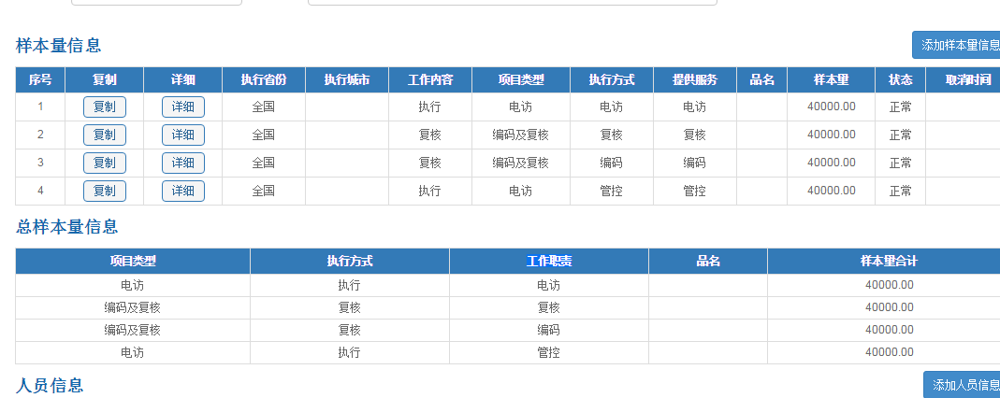 样本量信息
添加样本量信息
序号 复制 详细 执行省份 执行城市 工作内容 项目类型 执行方式 提供服务 品名 样本量 状态 取消时间
1 复制 详细 全国 执行 电访 电访 电访 40000.00 正常
2 复制 详细 全国 复核 编码及复核 复核 复核 40000.00 正常
3 复制 详细 全国 复核 编码及复核 编码 编码 40000.00 正常
4 复制 详细 全国 执行 电访 管控 管控 40000.00 正常
总样本量信息
项目类型 执行方式 工作职责 品名 样本量合计
电访 执行 电访 40000.00
编码及复核 复核 复核 40000.00
编码及复核 复核 编码 40000.00
电访 执行 管控 40000.00
人员信息
添加人员信息